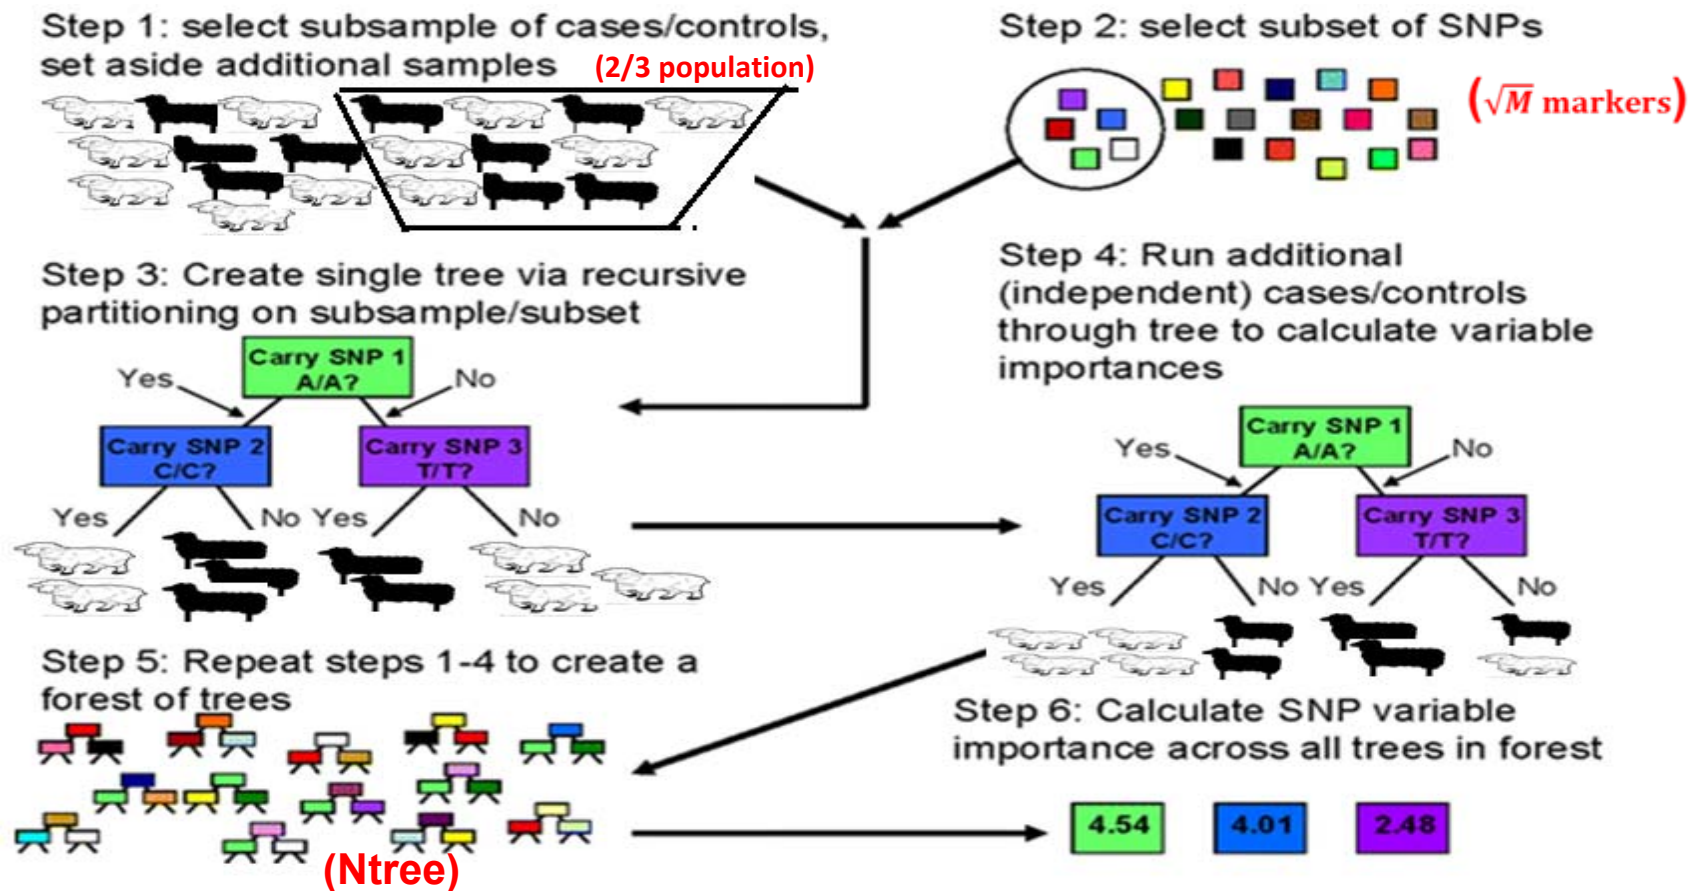 Step 1: select subsample of cases/controls,
set aside additional samples (2/3 population)
Step 2: select subset of SNPs
(√M markers)
Step 3: Create single tree via recursive
partitioning on subsample/subset
Carry SNP 1
A/A?
Yes
No
Carry SNP 2
C/C?
Carry SNP 3
T/T?
Yes
No
Yes
No
Step 4: Run additional
(independent) cases/controls
through tree to calculate variable
importances
Carry SNP 1
A/A?
Yes
No
Carry SNP 2
C/C?
Carry SNP 3
T/T?
Yes
No
Yes
No
Step 5: Repeat steps 1-4 to create a
forest of trees
(Ntree)
Step 6: Calculate SNP variable
importance across all trees in forest
4.54
4.01
2.48